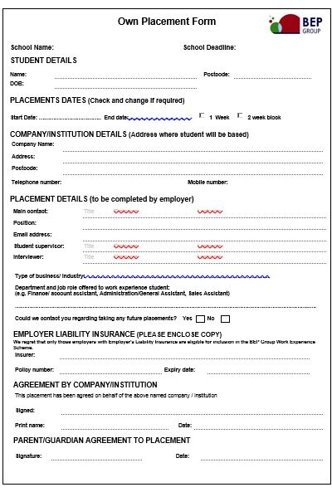 Own Placement Form
BEP
GROUP
School Name: School Deadline:
STUDENT DETAILS
Name: Postcode:
DOB:
PLACEMENTS DATES (Check and change if required)
Start Date: End date: 1 Week 2 week block
COMPANY/INSTITUTION DETAILS (Address where student will be based)
Company Name:
Address:
Postcode:
Telephone number: Mobile number:
PLACEMENT DETAILS (to be completed by employer)
Main contact: Title
Position:
Email address:
Student supervisor: Title
Interviewer: Title
Type of business/ Industry:
Department and job role offered to work experience student:
(e.g. Finance/ account assistant, Administration/General Assistant, Sales Assistant)
Could we contact you regarding taking any future placements? Yes No
EMPLOYER LIABILITY INSURANCE (PLEASE ENCLOSE COPY)
We regret that only those employers with Employer's Liability Insurance are eligible for inclusion in the BEP Group Work Experience
Scheme.
Insurer:
Policy number: Expiry date:
AGREEMENT BY COMPANY/INSTITUTION
This placement has been agreed on behalf of the above named company / institution
Signed:
Print name: Date:
PARENT/GUARDIAN AGREEMENT TO PLACEMENT
Signature: Date: